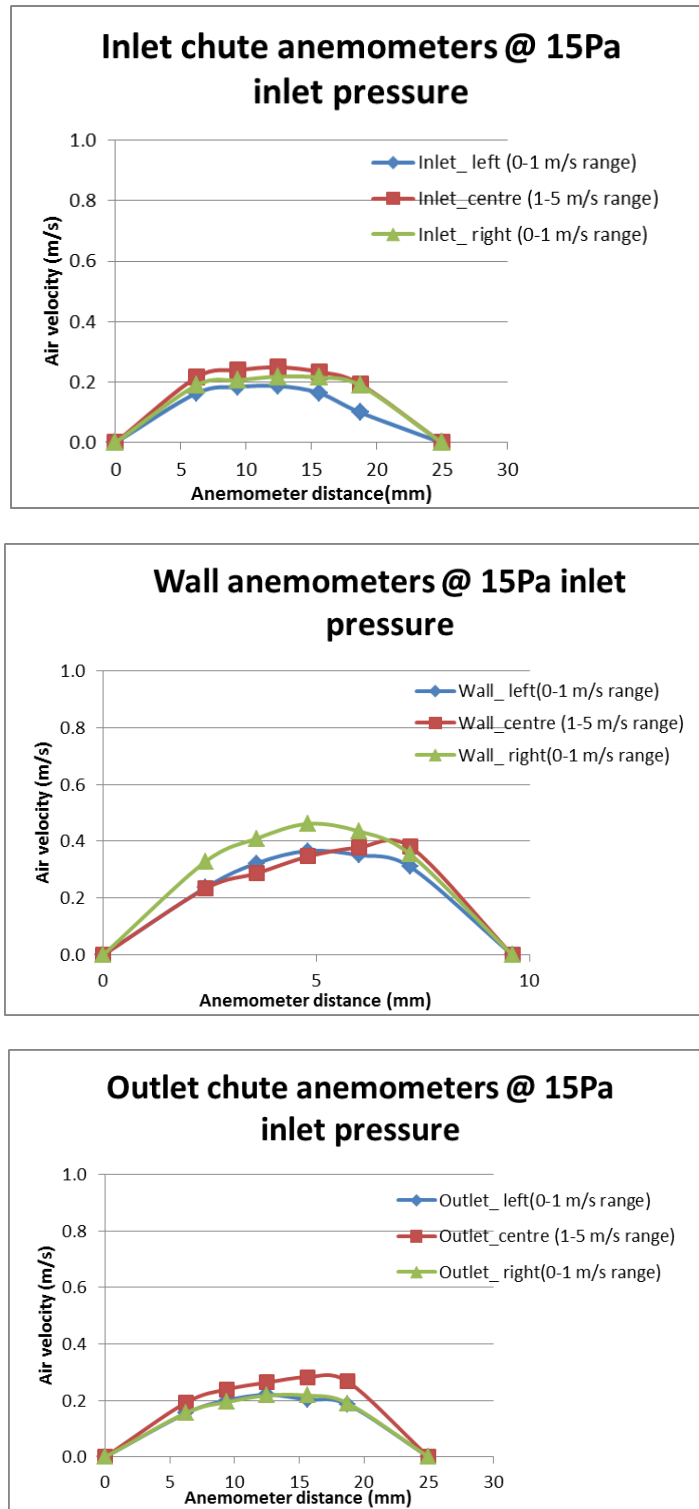 Inlet chute anemometers @ 15Pa
inlet pressure
1.0
0.8
0.6
0.4
0.2
0.0
Air velocity (m/s)
Inlet_ left (0-1 m/s range)
Inlet_centre (1-5 m/s range)
Inlet_ right (0-1 m/s range)
0 5 10 15 20 25 30
Anemometer distance(mm)
Wall anemometers @ 15Pa inlet
pressure
1.0
0.8
0.6
0.4
0.2
0.0
Air velocity (m/s)
Wall_ left(0-1 m/s range)
Wall_centre (1-5 m/s range)
Wall_ right(0-1 m/s range)
0 5 10
Anemometer distance (mm)
Outlet chute anemometers @ 15Pa
inlet pressure
1.0
0.8
0.6
0.4
0.2
0.0
Air velocity (m/s)
Outlet_ left(0-1 m/s range)
Outlet_centre (1-5 m/s range)
Outlet_ right(0-1 m/s range)
0 5 10 15 20 25 30
Anemometer distance (mm)